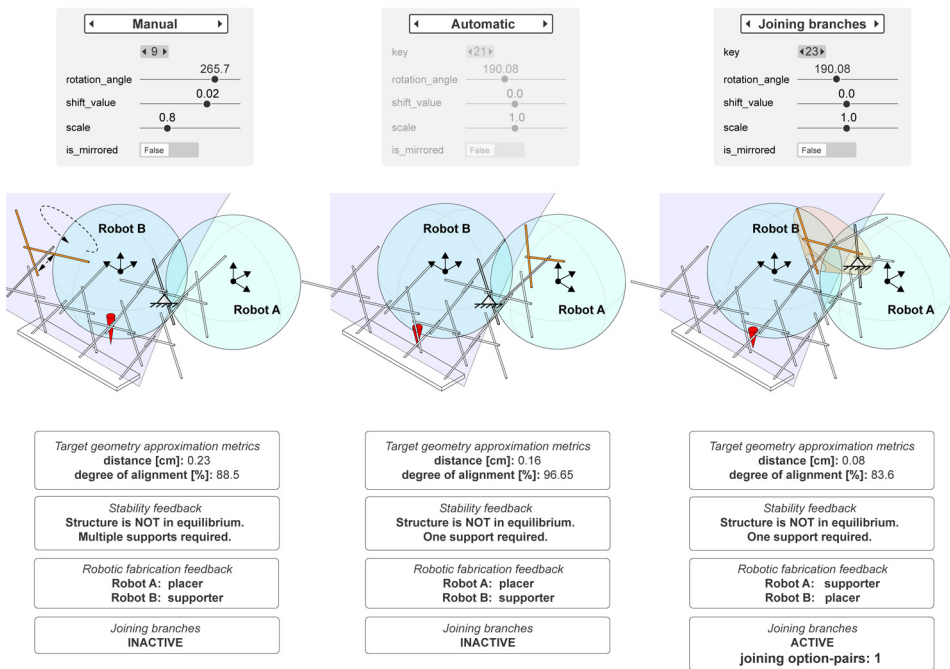 Manual
9
rotation_angle
265.7
shift_value
0.02
scale
0.8
is_mirrored
False
Robot B
Robot A
Target geometry approximation metrics
distance [cm]: 0.23
degree of alignment [%]: 88.5
Stability feedback
Structure is NOT in equilibrium.
Multiple supports required.
Robotic fabrication feedback
Robot A: placer
Robot B: supporter
Joining branches
INACTIVE
Automatic
key
21
rotation_angle
190.08
shift_value
0.0
scale
1.0
is_mirrored
False
Robot B
Robot A
Target geometry approximation metrics
distance [cm]: 0.16
degree of alignment [%]: 96.65
Stability feedback
Structure is NOT in equilibrium.
One support required.
Robotic fabrication feedback
Robot A: placer
Robot B: supporter
Joining branches
INACTIVE
Joining branches
key
23
rotation_angle
190.08
shift_value
0.0
scale
1.0
is_mirrored
False
Robot B
Robot A
Target geometry approximation metrics
distance [cm]: 0.08
degree of alignment [%]: 83.6
Stability feedback
Structure is NOT in equilibrium.
One support required.
Robotic fabrication feedback
Robot A: supporter
Robot B: placer
Joining branches
ACTIVE
joining option-pairs: 1